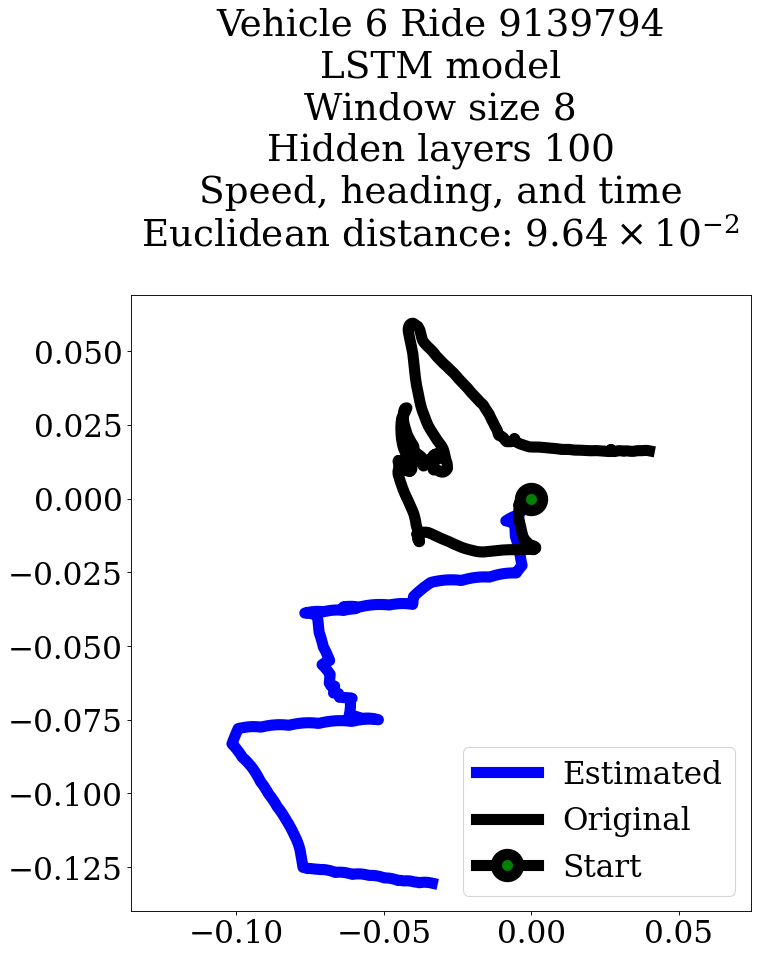 Vehicle 6 Ride 9139794
LSTM model
Window size 8
Hidden layers 100
Speed, heading, and time
Euclidean distance: 9.64 × 10⁻²
0.050
0.025
0.000
−0.025
−0.050
−0.075
−0.100
−0.125
Estimated
Original
Start
−0.10 −0.05 0.00 0.05